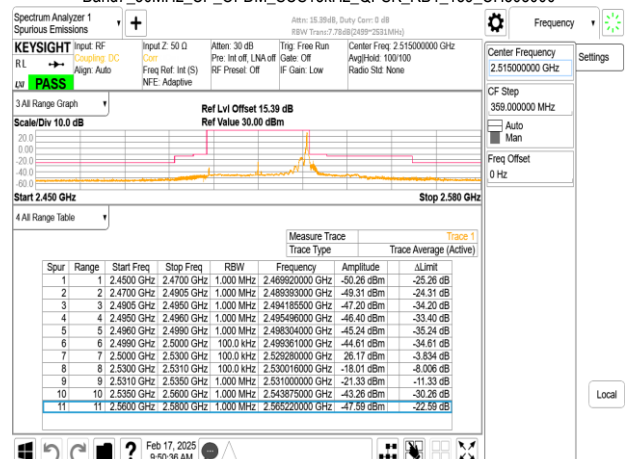 Spectrum Analyzer 1
Spurious Emissions
Attn: 15.39dB, Duty Corr: 0 dB
RBW Tran:7.78dB(2499~2531MHz)
Frequency
KEYSIGHT
Input: RF
Input Z: 50 Ω
Atten: 30 dB
Trig: Free Run
Center Freq: 2.515000000 GHz
RL
Coupling: DC
Corr
Pre: Int off, LNA off
Gate: Off
Avg|Hold: 100/100
Align: Auto
Freq Ref: Int (S)
RF Preset: Off
IF Gain: Low
Radio Std: None
LXI
PASS
NFE: Adaptive
Center Frequency
2.515000000 GHz
Settings
CF Step
359.000000 MHz
Auto
Man
Freq Offset
0 Hz
3 All Range Graph
Ref Lvl Offset 15.39 dB
Scale/Div 10.0 dB
Ref Value 30.00 dBm
20.0
0.00
-20.0
-40.0
-60.0
Start 2.450 GHz
Stop 2.580 GHz
4 All Range Table
Measure Trace Trace 1
Trace Type Trace Average (Active)
Spur Range Start Freq Stop Freq RBW Frequency Amplitude ΔLimit
1 1 2.4500 GHz 2.4700 GHz 1.000 MHz 2.469920000 GHz -50.26 dBm -25.26 dB
2 2 2.4700 GHz 2.4905 GHz 1.000 MHz 2.489393000 GHz -49.31 dBm -24.31 dB
3 3 2.4905 GHz 2.4950 GHz 1.000 MHz 2.494185500 GHz -47.20 dBm -34.20 dB
4 4 2.4950 GHz 2.4960 GHz 1.000 MHz 2.495496000 GHz -46.40 dBm -33.40 dB
5 5 2.4960 GHz 2.4990 GHz 1.000 MHz 2.498304000 GHz -45.24 dBm -35.24 dB
6 6 2.4990 GHz 2.5000 GHz 100.0 kHz 2.499361000 GHz -44.61 dBm -34.61 dB
7 7 2.5000 GHz 2.5300 GHz 100.0 kHz 2.529280000 GHz 26.17 dBm -3.834 dB
8 8 2.5300 GHz 2.5310 GHz 100.0 kHz 2.530016000 GHz -18.01 dBm -8.006 dB
9 9 2.5310 GHz 2.5350 GHz 1.000 MHz 2.531000000 GHz -21.33 dBm -11.33 dB
10 10 2.5350 GHz 2.5600 GHz 1.000 MHz 2.543875000 GHz -43.26 dBm -30.26 dB
11 11 2.5600 GHz 2.5800 GHz 1.000 MHz 2.565220000 GHz -47.59 dBm -22.59 dB
Local
Feb 17, 2025
9:50:36 AM